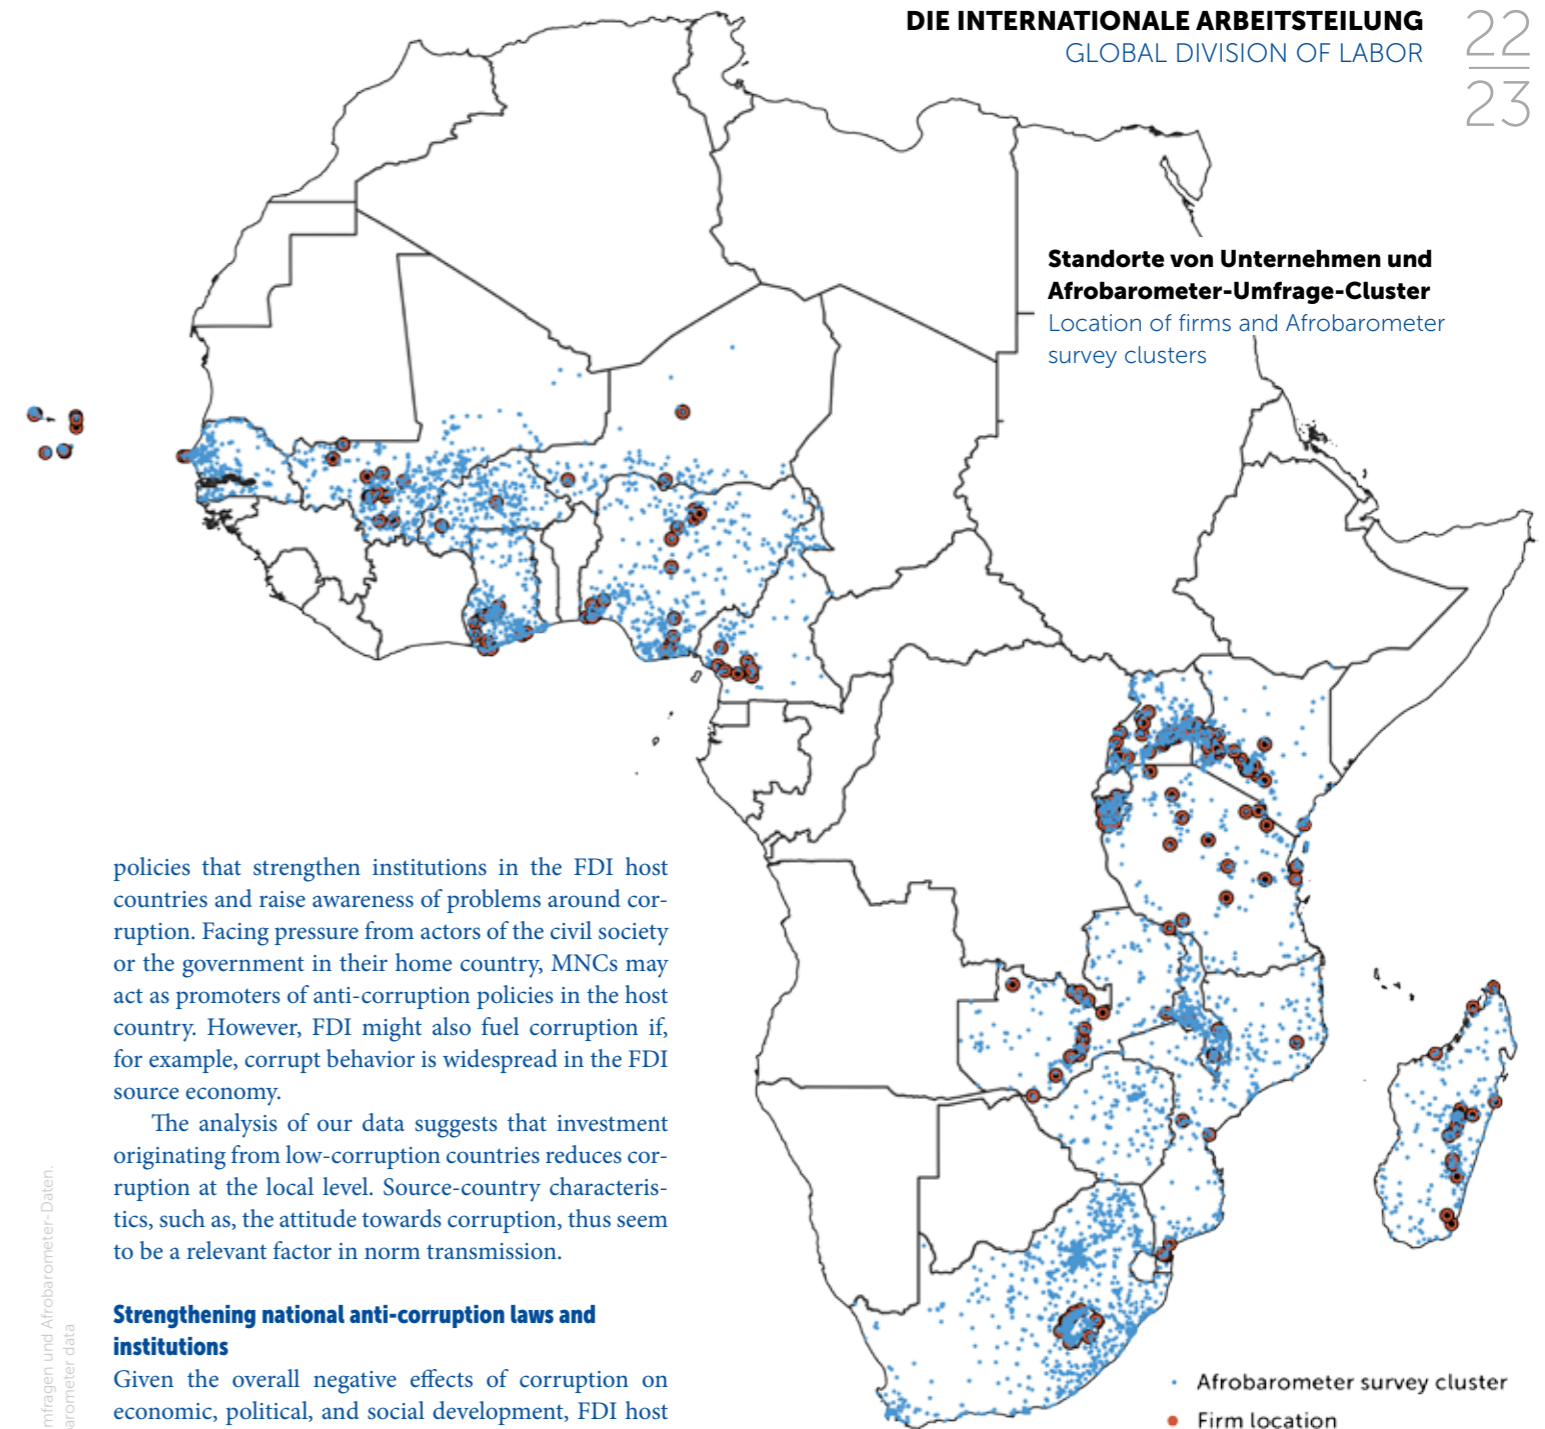 DIE INTERNATIONALE ARBEITSTEILUNG
GLOBAL DIVISION OF LABOR
22
23
Standorte von Unternehmen und
Afrobarometer-Umfrage-Cluster
Location of firms and Afrobarometer
survey clusters
policies that strengthen institutions in the FDI host
countries and raise awareness of problems around cor-
ruption. Facing pressure from actors of the civil society
or the government in their home country, MNCs may
act as promoters of anti-corruption policies in the host
country. However, FDI might also fuel corruption if,
for example, corrupt behavior is widespread in the FDI
source economy.
The analysis of our data suggests that investment
originating from low-corruption countries reduces cor-
ruption at the local level. Source-country characteris-
tics, such as, the attitude towards corruption, thus seem
to be a relevant factor in norm transmission.
Strengthening national anti-corruption laws and
institutions
Given the overall negative effects of corruption on
economic, political, and social development, FDI host
Afrobarometer survey cluster
Firm location
mfragen und Afrobarometer-Daten.
arometer data